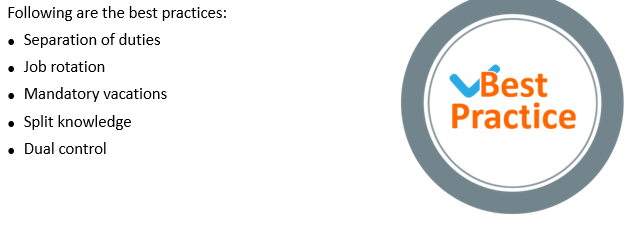 Following are the best practices:
● Separation of duties
● Job rotation
● Mandatory vacations
● Split knowledge
● Dual control
Best
Practice